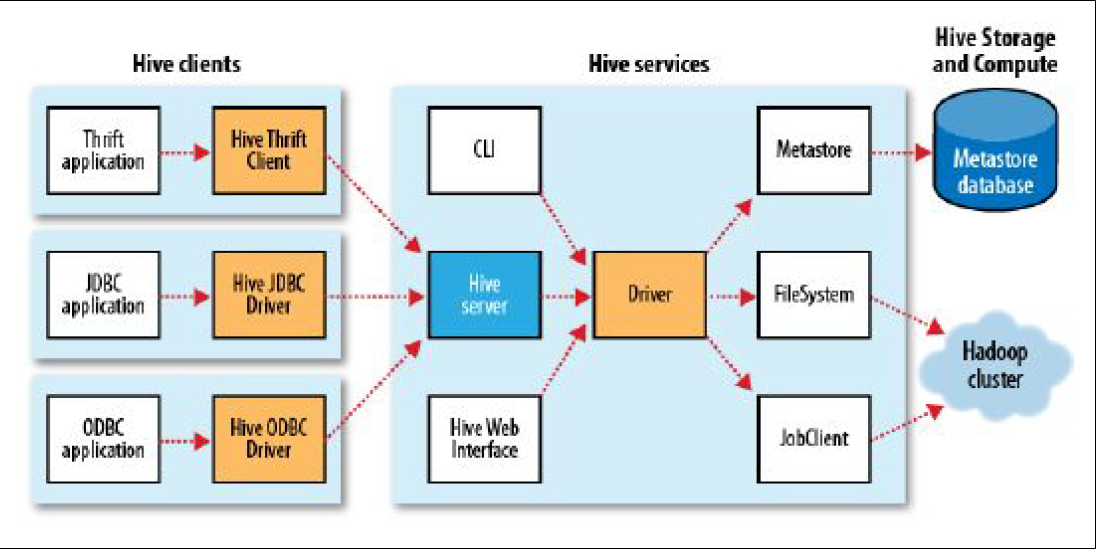 Hive clients
Thrift
application
Hive Thrift
Client
JDBC
application
Hive JDBC
Driver
ODBC
application
Hive ODBC
Driver
Hive services
CLI
Hive
server
Hive Web
Interface
Driver
Metastore
FileSystem
JobClient
Hive Storage
and Compute
Metastore
database
Hadoop
cluster